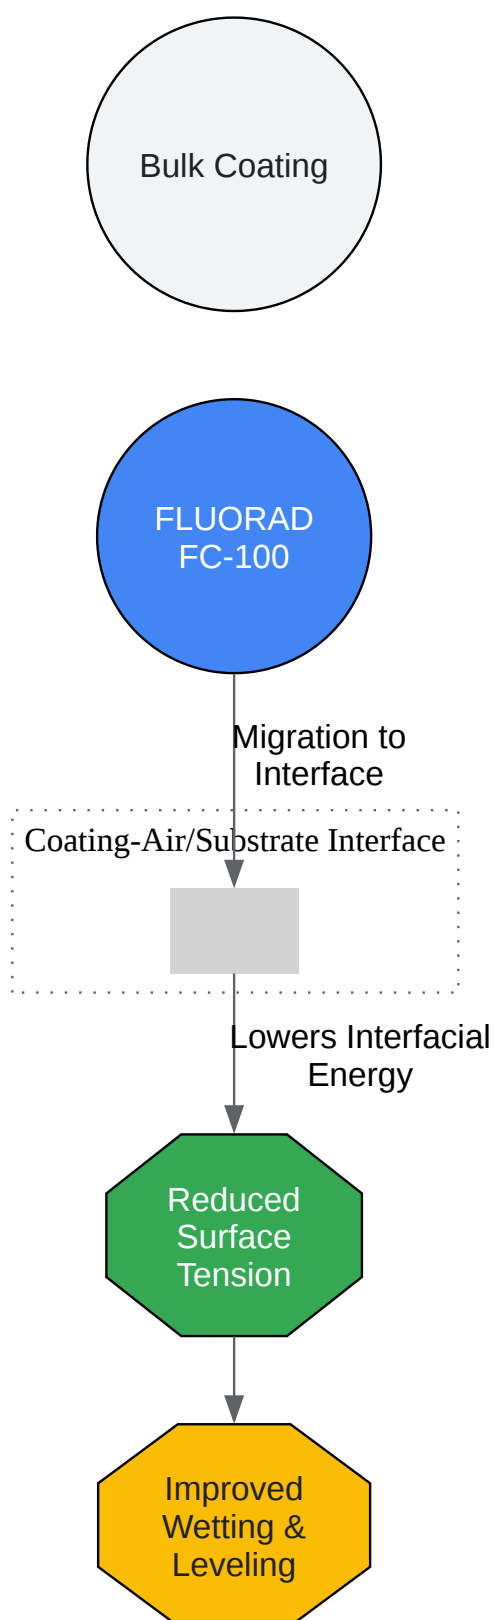 Bulk Coating
FLUORAD
FC-100
Migration to
Interface
Coating-Air/Substrate Interface
Lowers Interfacial
Energy
Reduced
Surface
Tension
Improved
Wetting &
Leveling